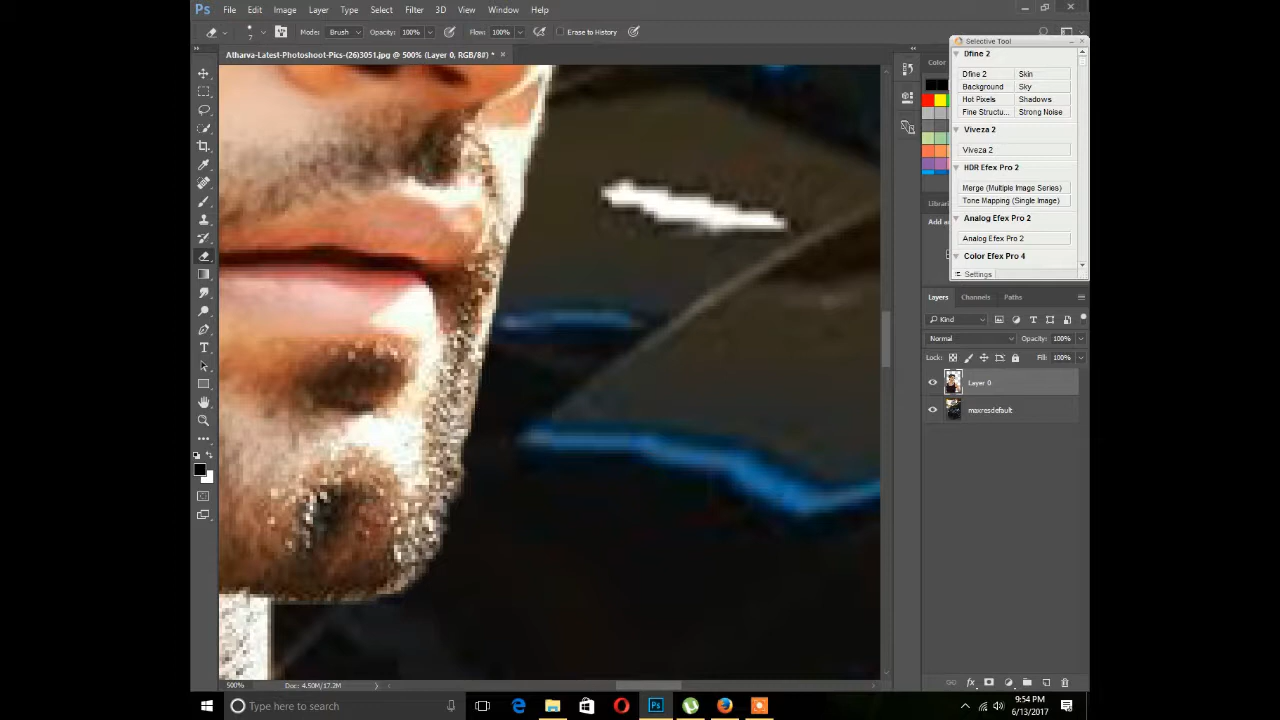 Ps File Edit Image Layer Type Select Filter 3D View Window Help
7 Mode: Brush Opacity: 100% Flow: 100% Erase to History
Atharva-Latest-Photoshoot-Pics-(26)3051.jpg @ 500% (Layer 0, RGB/8#) *
Selective Tool
Color
Dfine 2
Dfine 2 Skin
Background Sky
Hot Pixels Shadows
Fine Structu... Strong Noise
Viveza 2
Viveza 2
HDR Efex Pro 2
Merge (Multiple Image Series)
Tone Mapping (Single Image)
Librari
Add a
Analog Efex Pro 2
Analog Efex Pro 2
Color Efex Pro 4
Settings
Layers Channels Paths
Kind
Normal Opacity: 100%
Lock: Fill: 100%
Layer 0
maxresdefault
500% Doc: 4.50M/17.2M
Type here to search
9:54 PM
6/13/2017